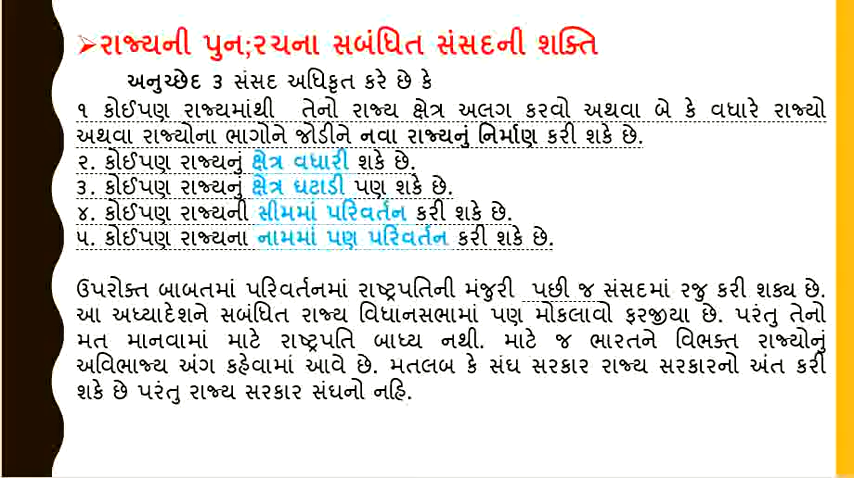 ➢રાજ્યની પુન;રચના સબંધિત સંસદની શક્તિ
અનુચ્છેદ 3 સંસદ અધિકૃત કરે છે કે
૧ કોઈપણ રાજ્યમાંથી તેનો રાજ્ય ક્ષેત્ર અલગ કરવો અથવા બે કે વધારે રાજ્યો
અથવા રાજ્યોના ભાગોને જોડીને નવા રાજ્યનું નિર્માણ કરી શકે છે.
૨. કોઈપણ રાજ્યનું ક્ષેત્ર વધારી શકે છે.
૩. કોઈપણ રાજ્યનું ક્ષેત્ર ઘટાડી પણ શકે છે.
૪. કોઈપણ રાજ્યની સીમમાં પરિવર્તન કરી શકે છે.
૫. કોઈપણ રાજ્યના નામમાં પણ પરિવર્તન કરી શકે છે.
ઉપરોક્ત બાબતમાં પરિવર્તનમાં રાષ્ટ્રપતિની મંજુરી પછી જ સંસદમાં રજુ કરી શક્ય છે.
આ અધ્યાદેશને સબંધિત રાજ્ય વિધાનસભામાં પણ મોકલાવો ફરજીયા છે. પરંતુ તેનો
મત માનવામાં માટે રાષ્ટ્રપતિ બાધ્ય નથી. માટે જ ભારતને વિભક્ત રાજ્યોનું
અવિભાજ્ય અંગ કહેવામાં આવે છે. મતલબ કે સંઘ સરકાર રાજ્ય સરકારનો અંત કરી
શકે છે પરંતુ રાજ્ય સરકાર સંઘનો નહિ.